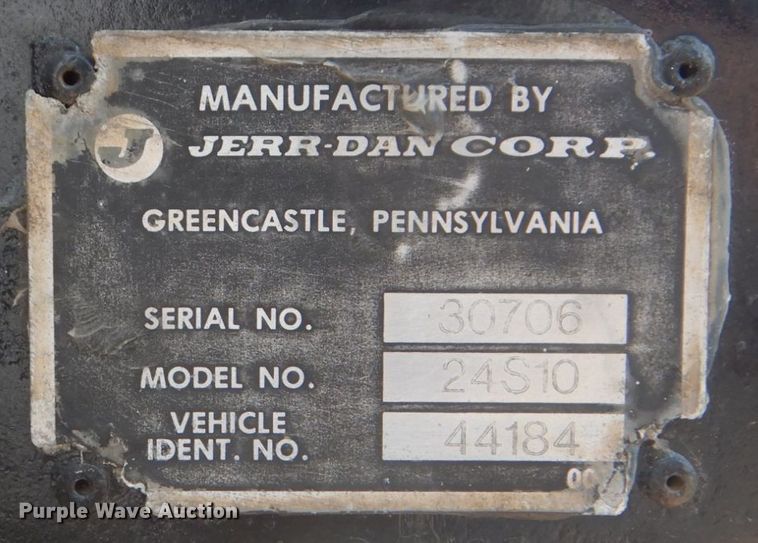 MANUFACTURED BY
J JERR-DAN CORP.
GREENCASTLE, PENNSYLVANIA
SERIAL NO. 30706
MODEL NO. 24S10
VEHICLE
IDENT. NO. 44184
Purple Wave Auction